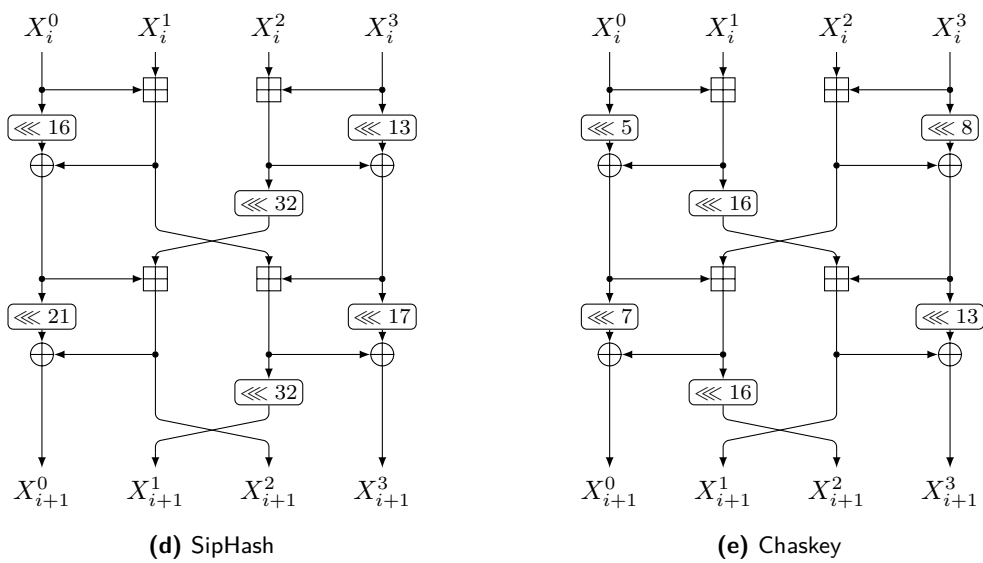 $X_i^0$ $X_i^1$ $X_i^2$ $X_i^3$ $X_i^0$ $X_i^1$ $X_i^2$ $X_i^3$
⋘ 16 ⋘ 13 ⋘ 5 ⋘ 8
⋘ 32 ⋘ 16
⋘ 21 ⋘ 17 ⋘ 7 ⋘ 13
⋘ 32 ⋘ 16
$X_{i+1}^0$ $X_{i+1}^1$ $X_{i+1}^2$ $X_{i+1}^3$ $X_{i+1}^0$ $X_{i+1}^1$ $X_{i+1}^2$ $X_{i+1}^3$
(d) SipHash (e) Chaskey